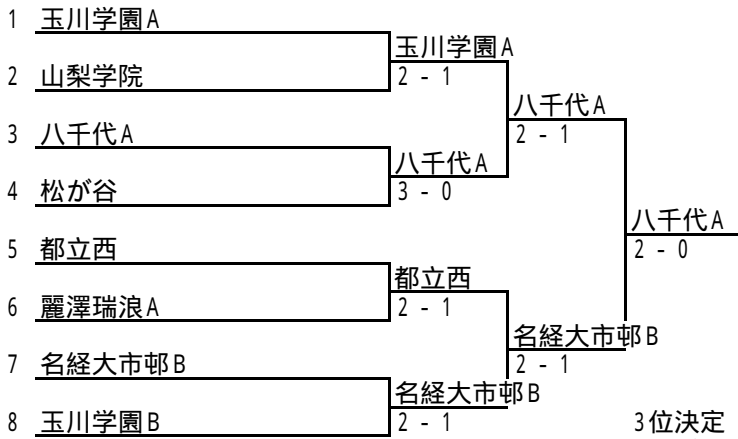 1 玉川学園A
玉川学園A
2 山梨学院
2 - 1
八千代A
3 八千代A
2 - 1
八千代A
4 松が谷
3 - 0
八千代A
5 都立西
2 - 0
都立西
6 麗澤瑞浪A
2 - 1
名経大市邨B
7 名経大市邨B
2 - 1
名経大市邨B
8 玉川学園B
2 - 1
3位決定